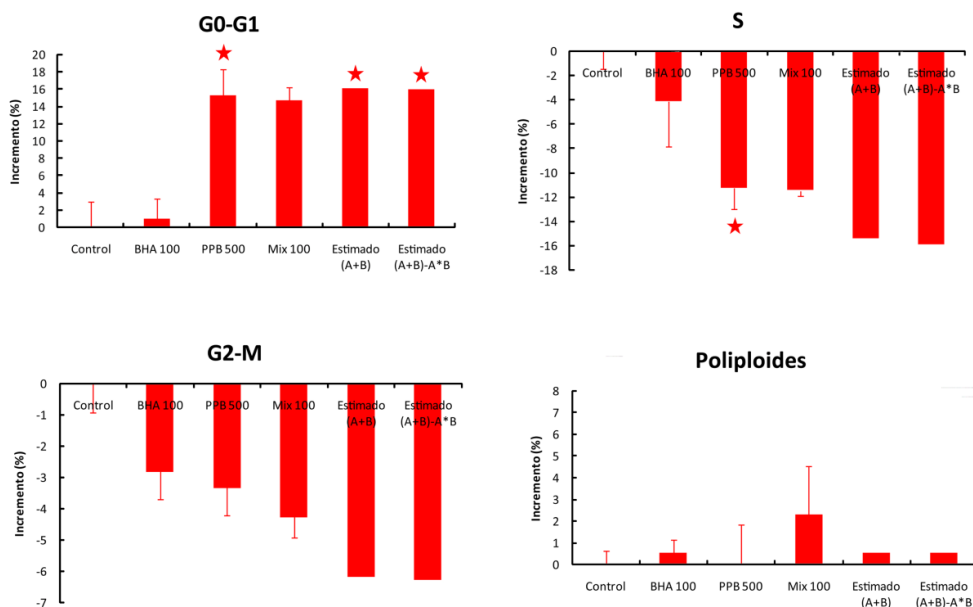 G0-G1
Incremento (%)
20
18
16
14
12
10
8
6
4
2
0
Control BHA 100 PPB 500 Mix 100 Estimado Estimado
(A+B) (A+B)-A*B
S
Incremento (%)
0
-2
-4
-6
-8
-10
-12
-14
-16
-18
Control BHA 100 PPB 500 Mix 100 Estimado Estimado
(A+B) (A+B)-A*B
G2-M
Incremento (%)
0
-1
-2
-3
-4
-5
-6
-7
Control BHA 100 PPB 500 Mix 100 Estimado Estimado
(A+B) (A+B)-A*B
Poliploides
Incremento (%)
8
7
6
5
4
3
2
1
0
-1
Control BHA 100 PPB 500 Mix 100 Estimado Estimado
(A+B) (A+B)-A*B